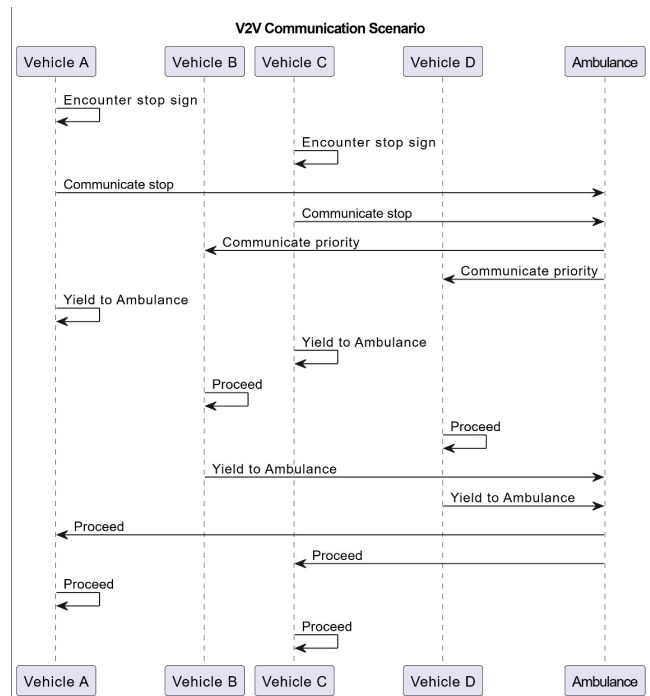 V2V Communication Scenario
Vehicle A
Vehicle B
Vehicle C
Vehicle D
Ambulance
Encounter stop sign
Encounter stop sign
Communicate stop
Communicate stop
Communicate priority
Communicate priority
Yield to Ambulance
Yield to Ambulance
Proceed
Proceed
Yield to Ambulance
Yield to Ambulance
Proceed
Proceed
Proceed
Proceed
Vehicle A
Vehicle B
Vehicle C
Vehicle D
Ambulance